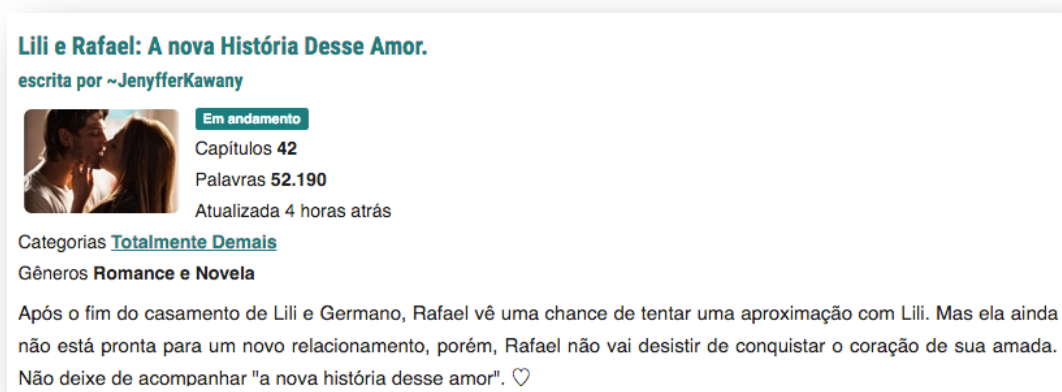 Lili e Rafael: A nova História Desse Amor.
escrita por ~JenyfferKawany
Em andamento
Capítulos 42
Palavras 52.190
Atualizada 4 horas atrás
Categorias Totalmente Demais
Gêneros Romance e Novela
Após o fim do casamento de Lili e Germano, Rafael vê uma chance de tentar uma aproximação com Lili. Mas ela ainda
não está pronta para um novo relacionamento, porém, Rafael não vai desistir de conquistar o coração de sua amada.
Não deixe de acompanhar "a nova história desse amor". ♡